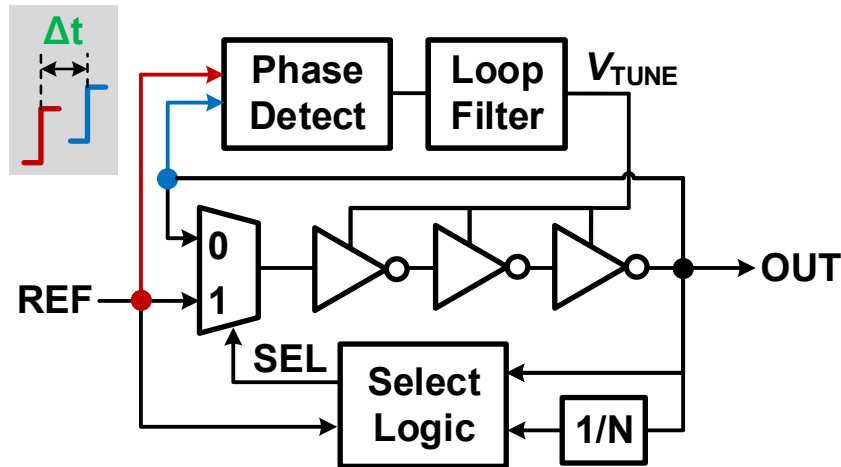 Δt
Phase
Detect
Loop
Filter
VTUNE
0
1
REF
OUT
SEL
Select
Logic
1/N